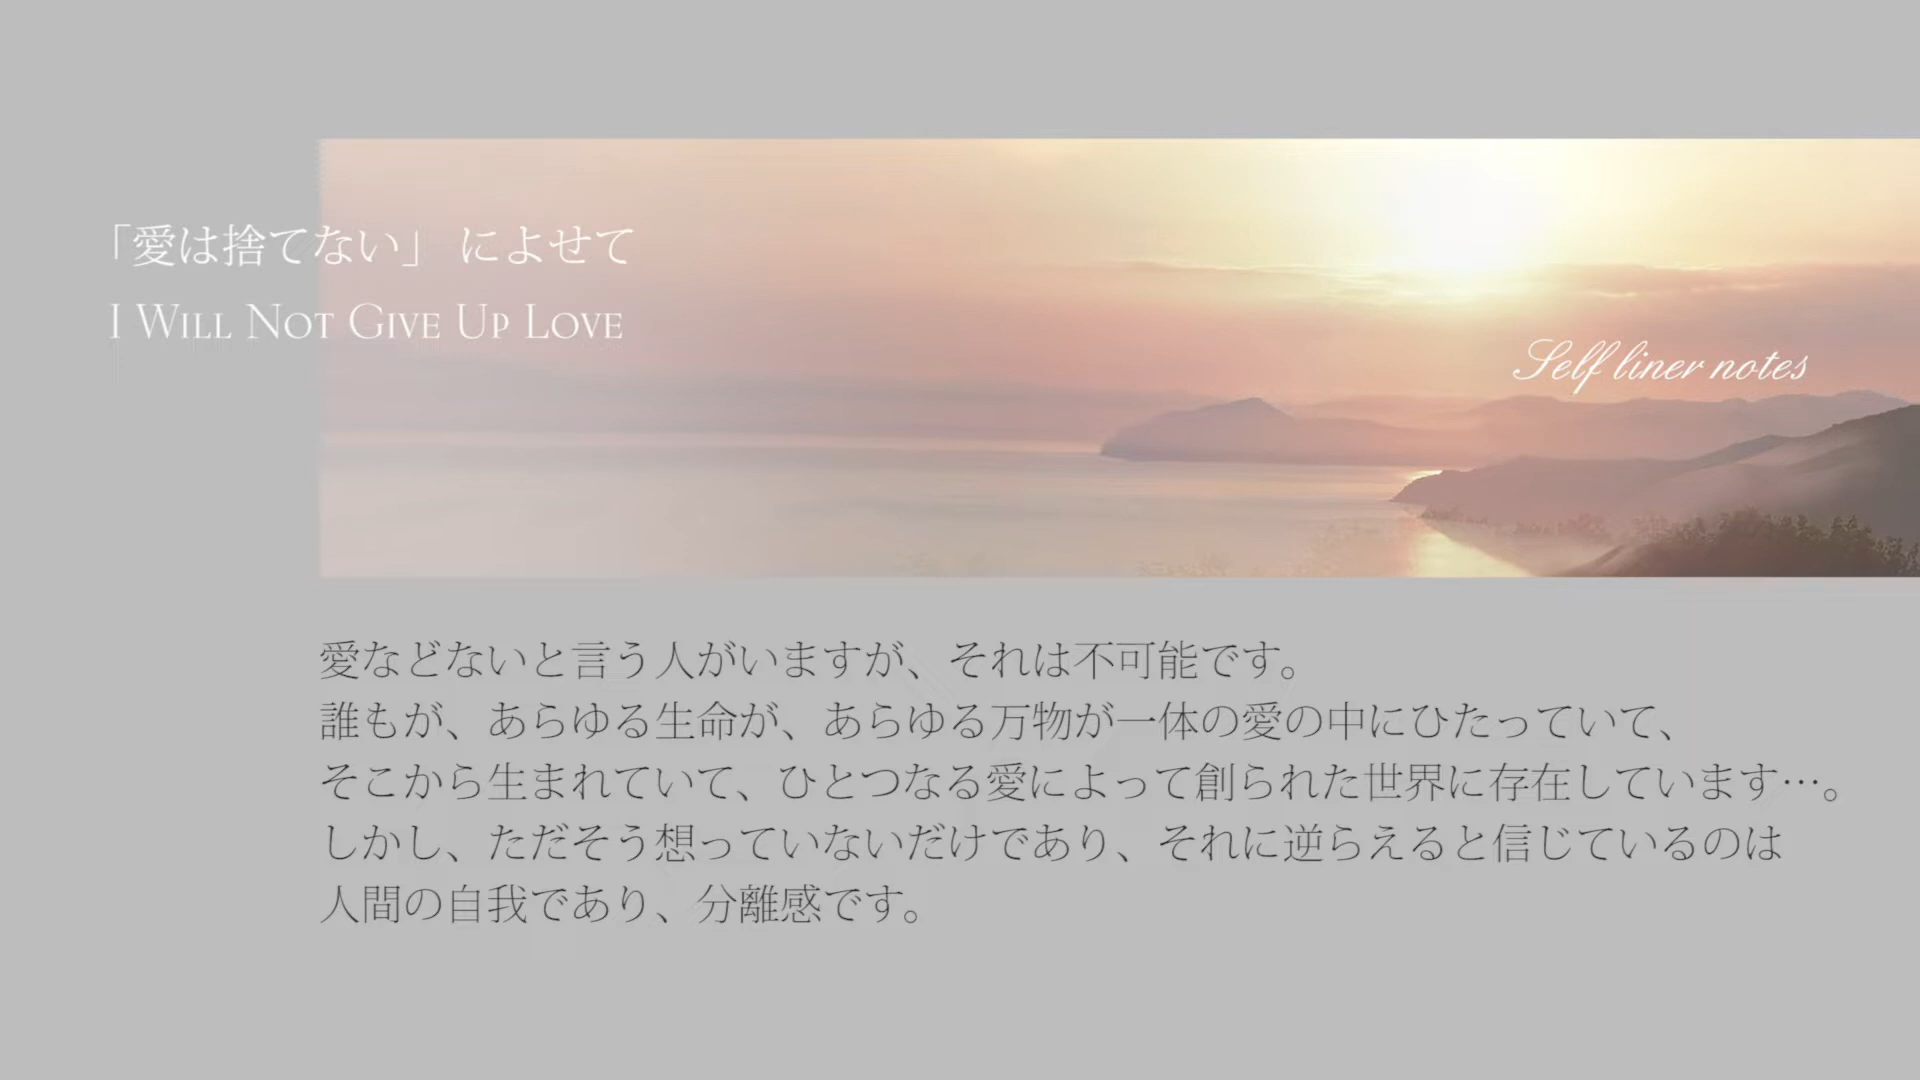 「愛は捨てない」 によせて
I WILL NOT GIVE UP LOVE
Self liner notes
愛などないと言う人がいますが、それは不可能です。
誰もが、あらゆる生命が、あらゆる万物が一体の愛の中にひたっていて、
そこから生まれていて、ひとつなる愛によって創られた世界に存在しています…。
しかし、ただそう想っていないだけであり、それに逆らえると信じているのは
人間の自我であり、分離感です。